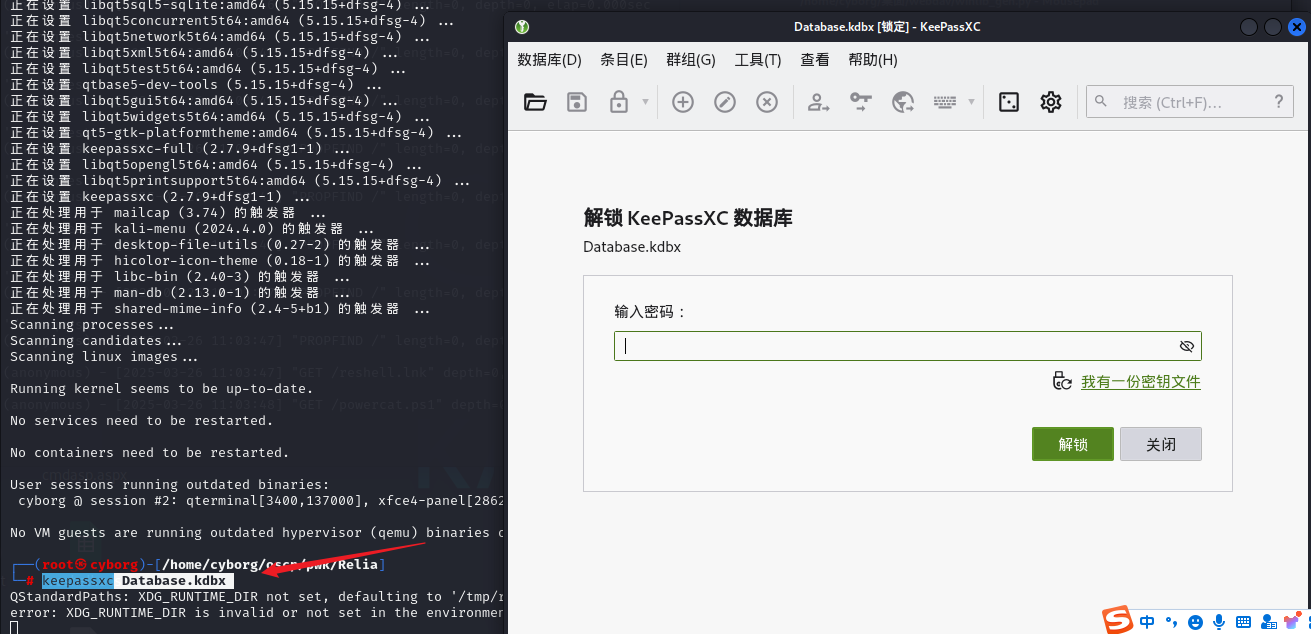 正在设置 libqt5sql5-sqlite:amd64 (5.15.15+dfsg-4) ...
正在设置 libqt5concurrent5t64:amd64 (5.15.15+dfsg-4) ...
正在设置 libqt5network5t64:amd64 (5.15.15+dfsg-4) ...
正在设置 libqt5xml5t64:amd64 (5.15.15+dfsg-4) ...
正在设置 libqt5test5t64:amd64 (5.15.15+dfsg-4) ...
正在设置 qtbase5-dev-tools (5.15.15+dfsg-4) ...
正在设置 libqt5gui5t64:amd64 (5.15.15+dfsg-4) ...
正在设置 libqt5widgets5t64:amd64 (5.15.15+dfsg-4) ...
正在设置 qt5-gtk-platformtheme:amd64 (5.15.15+dfsg-4) ...
正在设置 keepassxc-full (2.7.9+dfsg1-1) ...
正在设置 libqt5opengl5t64:amd64 (5.15.15+dfsg-4) ...
正在设置 libqt5printsupport5t64:amd64 (5.15.15+dfsg-4) ...
正在设置 keepassxc (2.7.9+dfsg1-1) ...
正在处理用于 mailcap (3.74) 的触发器 ...
正在处理用于 kali-menu (2024.4.0) 的触发器 ...
正在处理用于 desktop-file-utils (0.27-2) 的触发器 ...
正在处理用于 hicolor-icon-theme (0.18-1) 的触发器 ...
正在处理用于 libc-bin (2.40-3) 的触发器 ...
正在处理用于 man-db (2.13.0-1) 的触发器 ...
正在处理用于 shared-mime-info (2.4-5+b1) 的触发器 ...
Scanning processes...
Scanning candidates...
Scanning linux images...
Running kernel seems to be up-to-date.
No services need to be restarted.
No containers need to be restarted.
User sessions running outdated binaries:
cyborg @ session #2: qterminal[3400,137000], xfce4-panel[2862
No VM guests are running outdated hypervisor (qemu) binaries
┌──(root㉿cyborg)-[/home/cyborg/oscp/pwk/Relia]
└─# keepassxc Database.kdbx
QStandardPaths: XDG_RUNTIME_DIR not set, defaulting to '/tmp/r
error: XDG_RUNTIME_DIR is invalid or not set in the environmen
Database.kdbx [锁定] - KeePassXC
数据库(D) 条目(E) 群组(G) 工具(T) 查看 帮助(H)
搜索 (Ctrl+F)... ?
解锁 KeePassXC 数据库
Database.kdbx
输入密码：
我有一份密钥文件
解锁 关闭
S 中